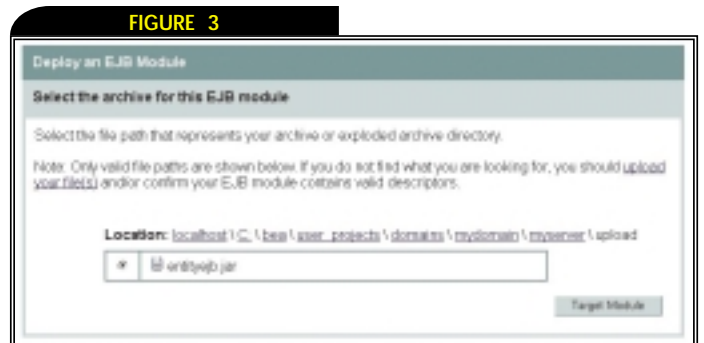 FIGURE 3
Deploy an EJB Module
Select the archive for this EJB module
Select the file path that represents your archive or exploded archive directory.
Note: Only valid file paths are shown below. If you do not find what you are looking for, you should upload
your file(s) and/or confirm your EJB module contains valid descriptors.
Location: localhost \ C: \ bea \ user_projects \ domains \ mydomain \ myserver \ upload
entityejb.jar
Target Module